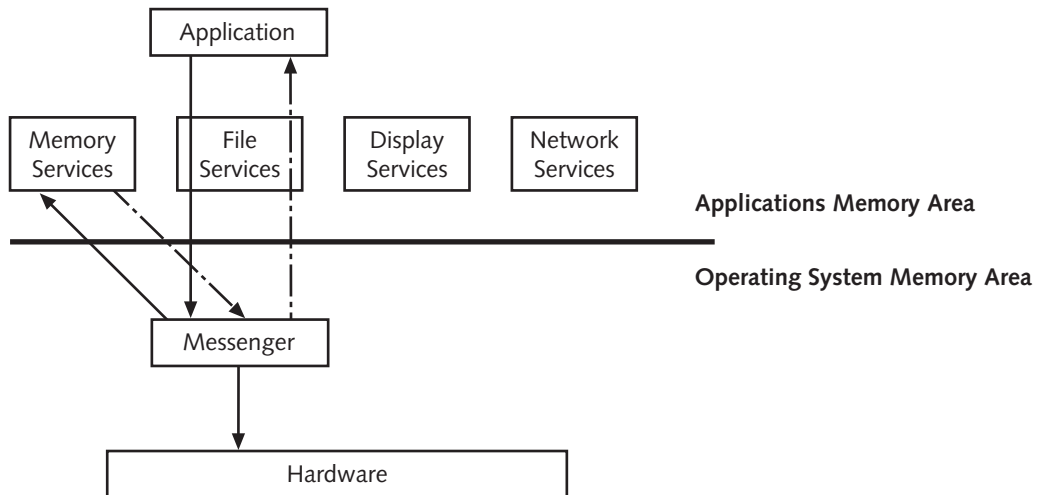 Application
Memory
Services
File
Services
Display
Services
Network
Services
Applications Memory Area
Operating System Memory Area
Messenger
Hardware